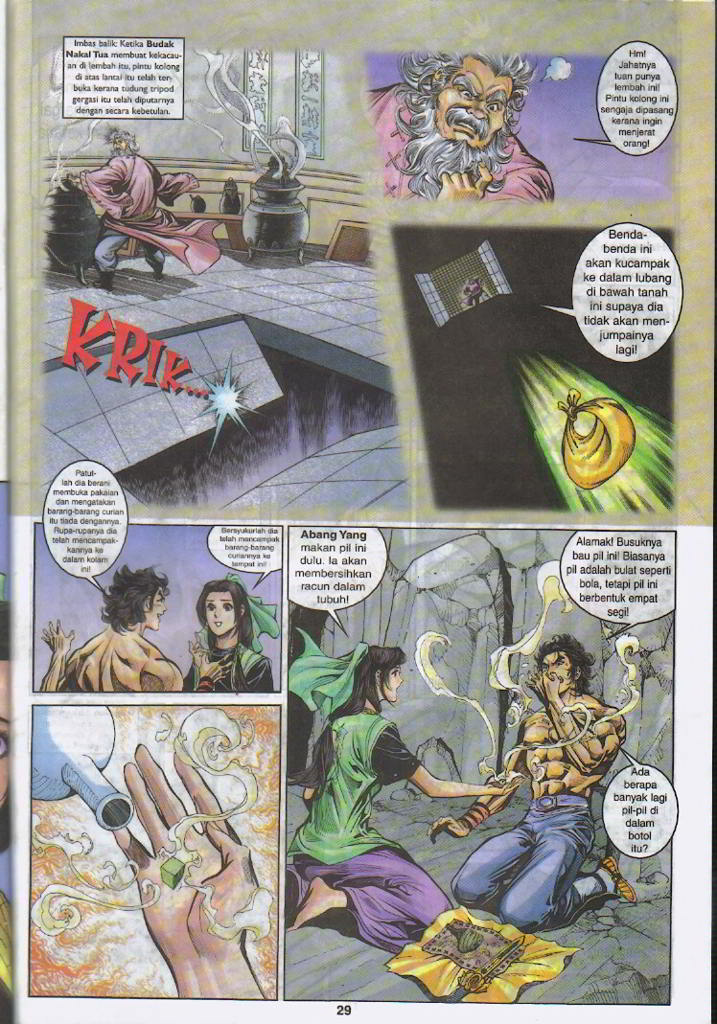 Imbas balik: Ketika Budak
Nakal Tua membuat kekacau-
an di lembah itu, pintu kolong
di atas lantai itu telah ter-
buka kerana tudung tripod
gergasi itu telah diputarnya
dengan secara kebetulan.
Hm!
Jahatnya
tuan punya
lembah ini!
Pintu kolong ini
sengaja dipasang
kerana ingin
menjerat
orang!
Benda-
benda ini
akan kucampak
ke dalam lubang
di bawah tanah
ini supaya dia
tidak akan men-
jumpainya
lagi!
KRIK...
Patut-
lah dia berani
membuka pakaian
dan mengatakan
barang-barang curian
itu tiada dengannya.
Rupa-rupanya dia
telah mencampak-
kannya ke
dalam kolam
ini!
Bersyukurlah dia
telah mencampak
barang-barang
curiannya ke
tempat ini!
Abang Yang
makan pil ini
dulu. Ia akan
membersihkan
racun dalam
tubuh!
Alamak! Busuknya
bau pil ini! Biasanya
pil adalah bulat seperti
bola, tetapi pil ini
berbentuk empat
segi!
Ada
berapa
banyak lagi
pil-pil di
dalam
botol
itu?
29